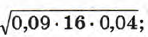 √0,09 · 16 · 0,04;